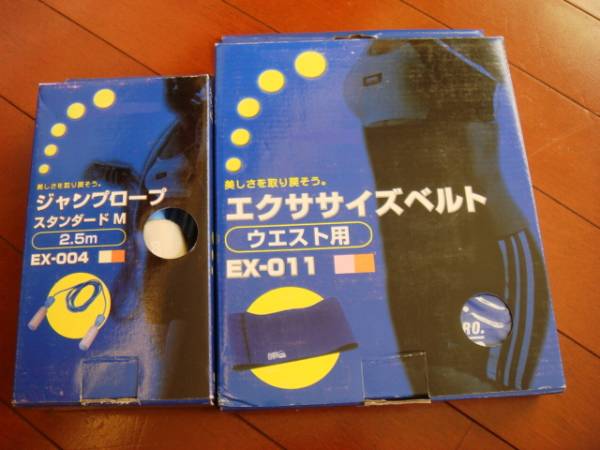 美しさを取り戻そう。
ジャンプロープ
スタンダード M
2.5m
EX-004
美しさを取り戻そう。
エクササイズベルト
ウエスト用
EX-011
RO.